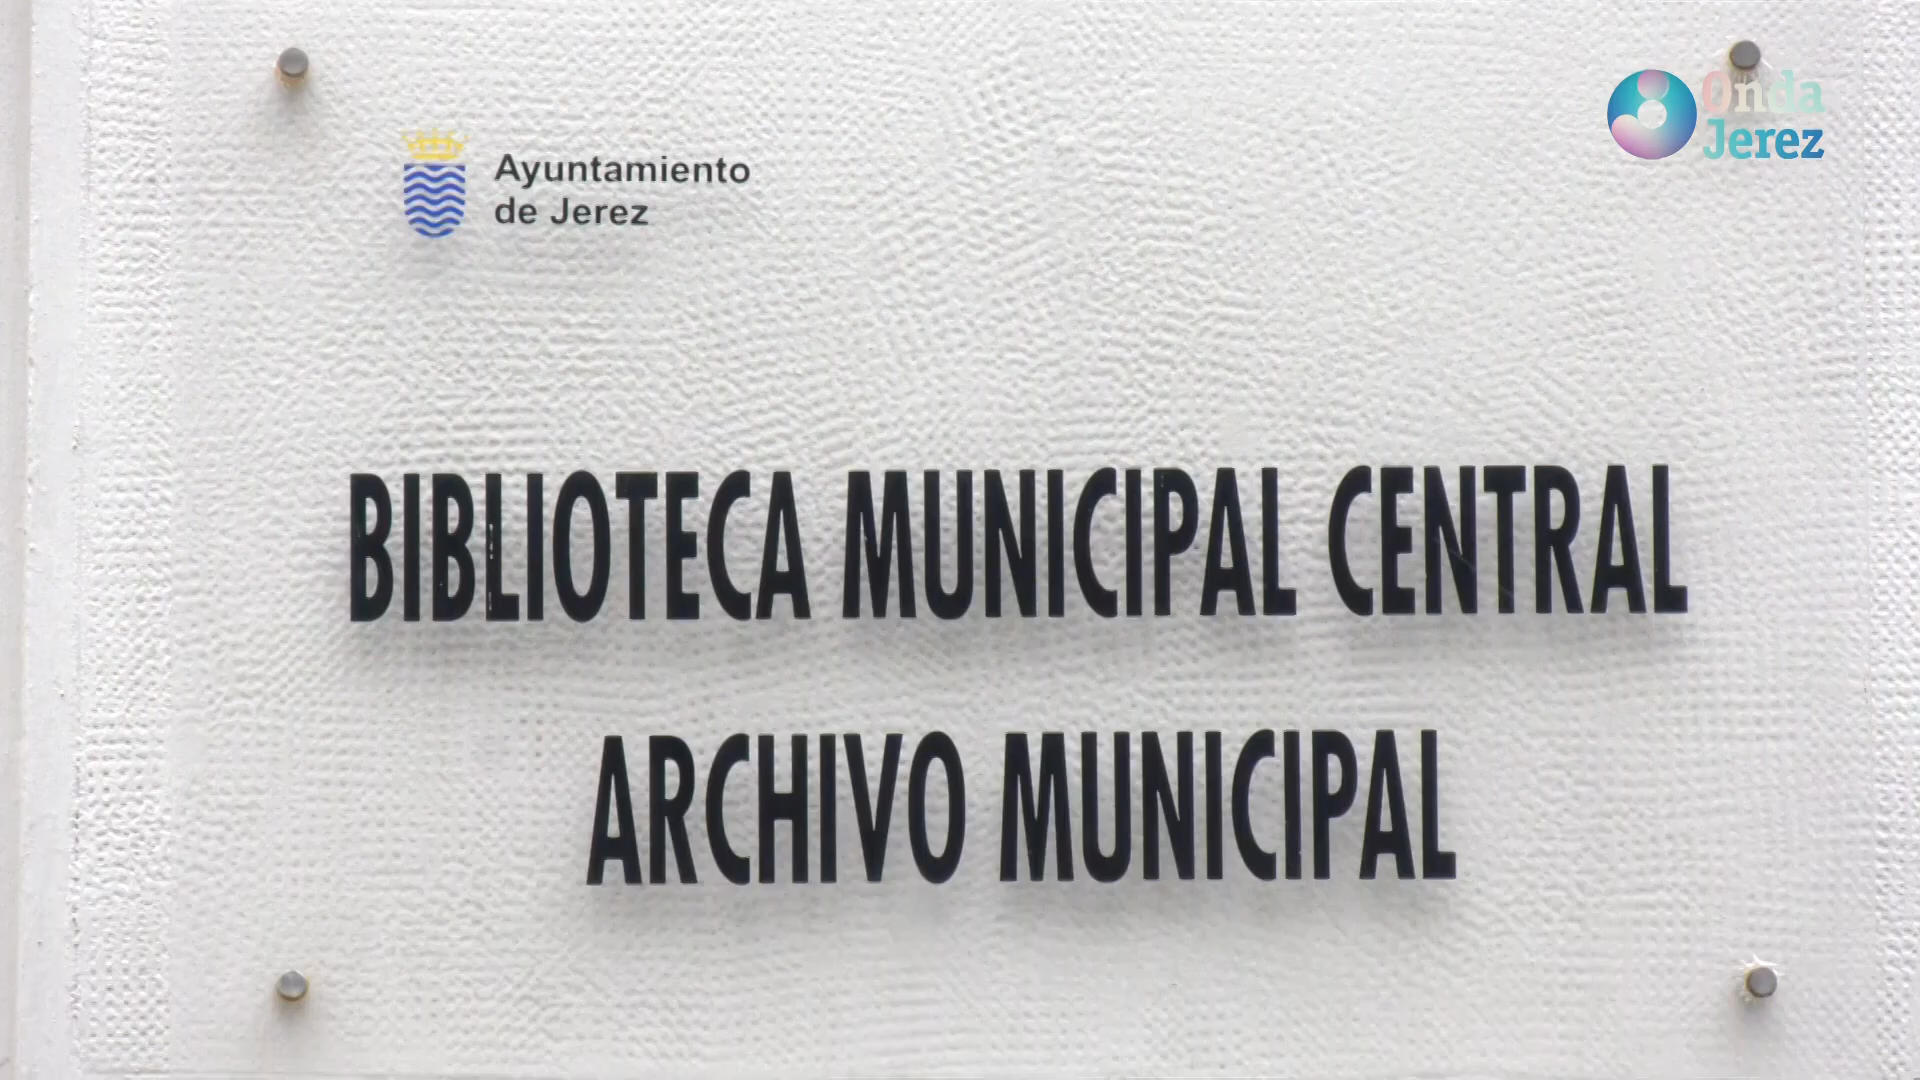 Onda
Jerez
Ayuntamiento
de Jerez
BIBLIOTECA MUNICIPAL CENTRAL
ARCHIVO MUNICIPAL